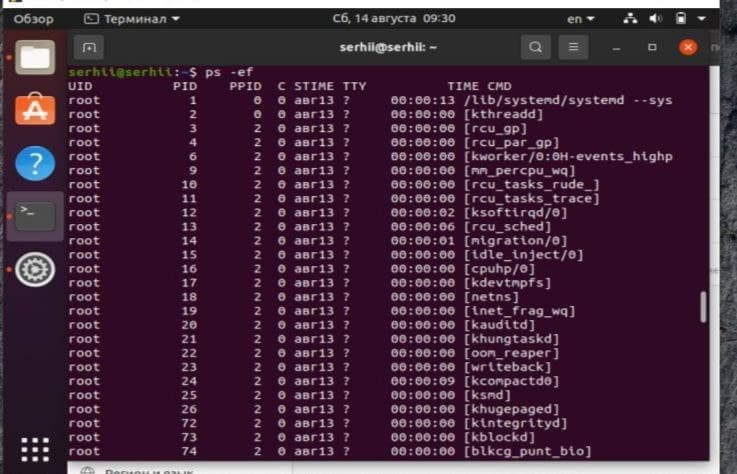 Обзор Терминал Сб, 14 августа 09:30 en
serhii@serhii: ~
serhii@serhii:~$ ps -ef
UID PID PPID C STIME TTY TIME CMD
root 1 0 0 авг13 ? 00:00:13 /lib/systemd/systemd --sys
root 2 0 0 авг13 ? 00:00:00 [kthreadd]
root 3 2 0 авг13 ? 00:00:00 [rcu_gp]
root 4 2 0 авг13 ? 00:00:00 [rcu_par_gp]
root 6 2 0 авг13 ? 00:00:00 [kworker/0:0H-events_highp
root 9 2 0 авг13 ? 00:00:00 [mm_percpu_wq]
root 10 2 0 авг13 ? 00:00:00 [rcu_tasks_rude_]
root 11 2 0 авг13 ? 00:00:00 [rcu_tasks_trace]
root 12 2 0 авг13 ? 00:00:02 [ksoftirqd/0]
root 13 2 0 авг13 ? 00:00:06 [rcu_sched]
root 14 2 0 авг13 ? 00:00:01 [migration/0]
root 15 2 0 авг13 ? 00:00:00 [idle_inject/0]
root 16 2 0 авг13 ? 00:00:00 [cpuhp/0]
root 17 2 0 авг13 ? 00:00:00 [kdevtmpfs]
root 18 2 0 авг13 ? 00:00:00 [netns]
root 19 2 0 авг13 ? 00:00:00 [inet_frag_wq]
root 20 2 0 авг13 ? 00:00:00 [kauditd]
root 21 2 0 авг13 ? 00:00:00 [khungtaskd]
root 22 2 0 авг13 ? 00:00:00 [oom_reaper]
root 23 2 0 авг13 ? 00:00:00 [writeback]
root 24 2 0 авг13 ? 00:00:09 [kcompactd0]
root 25 2 0 авг13 ? 00:00:00 [ksmd]
root 26 2 0 авг13 ? 00:00:00 [khugepaged]
root 72 2 0 авг13 ? 00:00:00 [kintegrityd]
root 73 2 0 авг13 ? 00:00:00 [kblockd]
root 74 2 0 авг13 ? 00:00:00 [blkcg_punt_bio]
Регион и язык